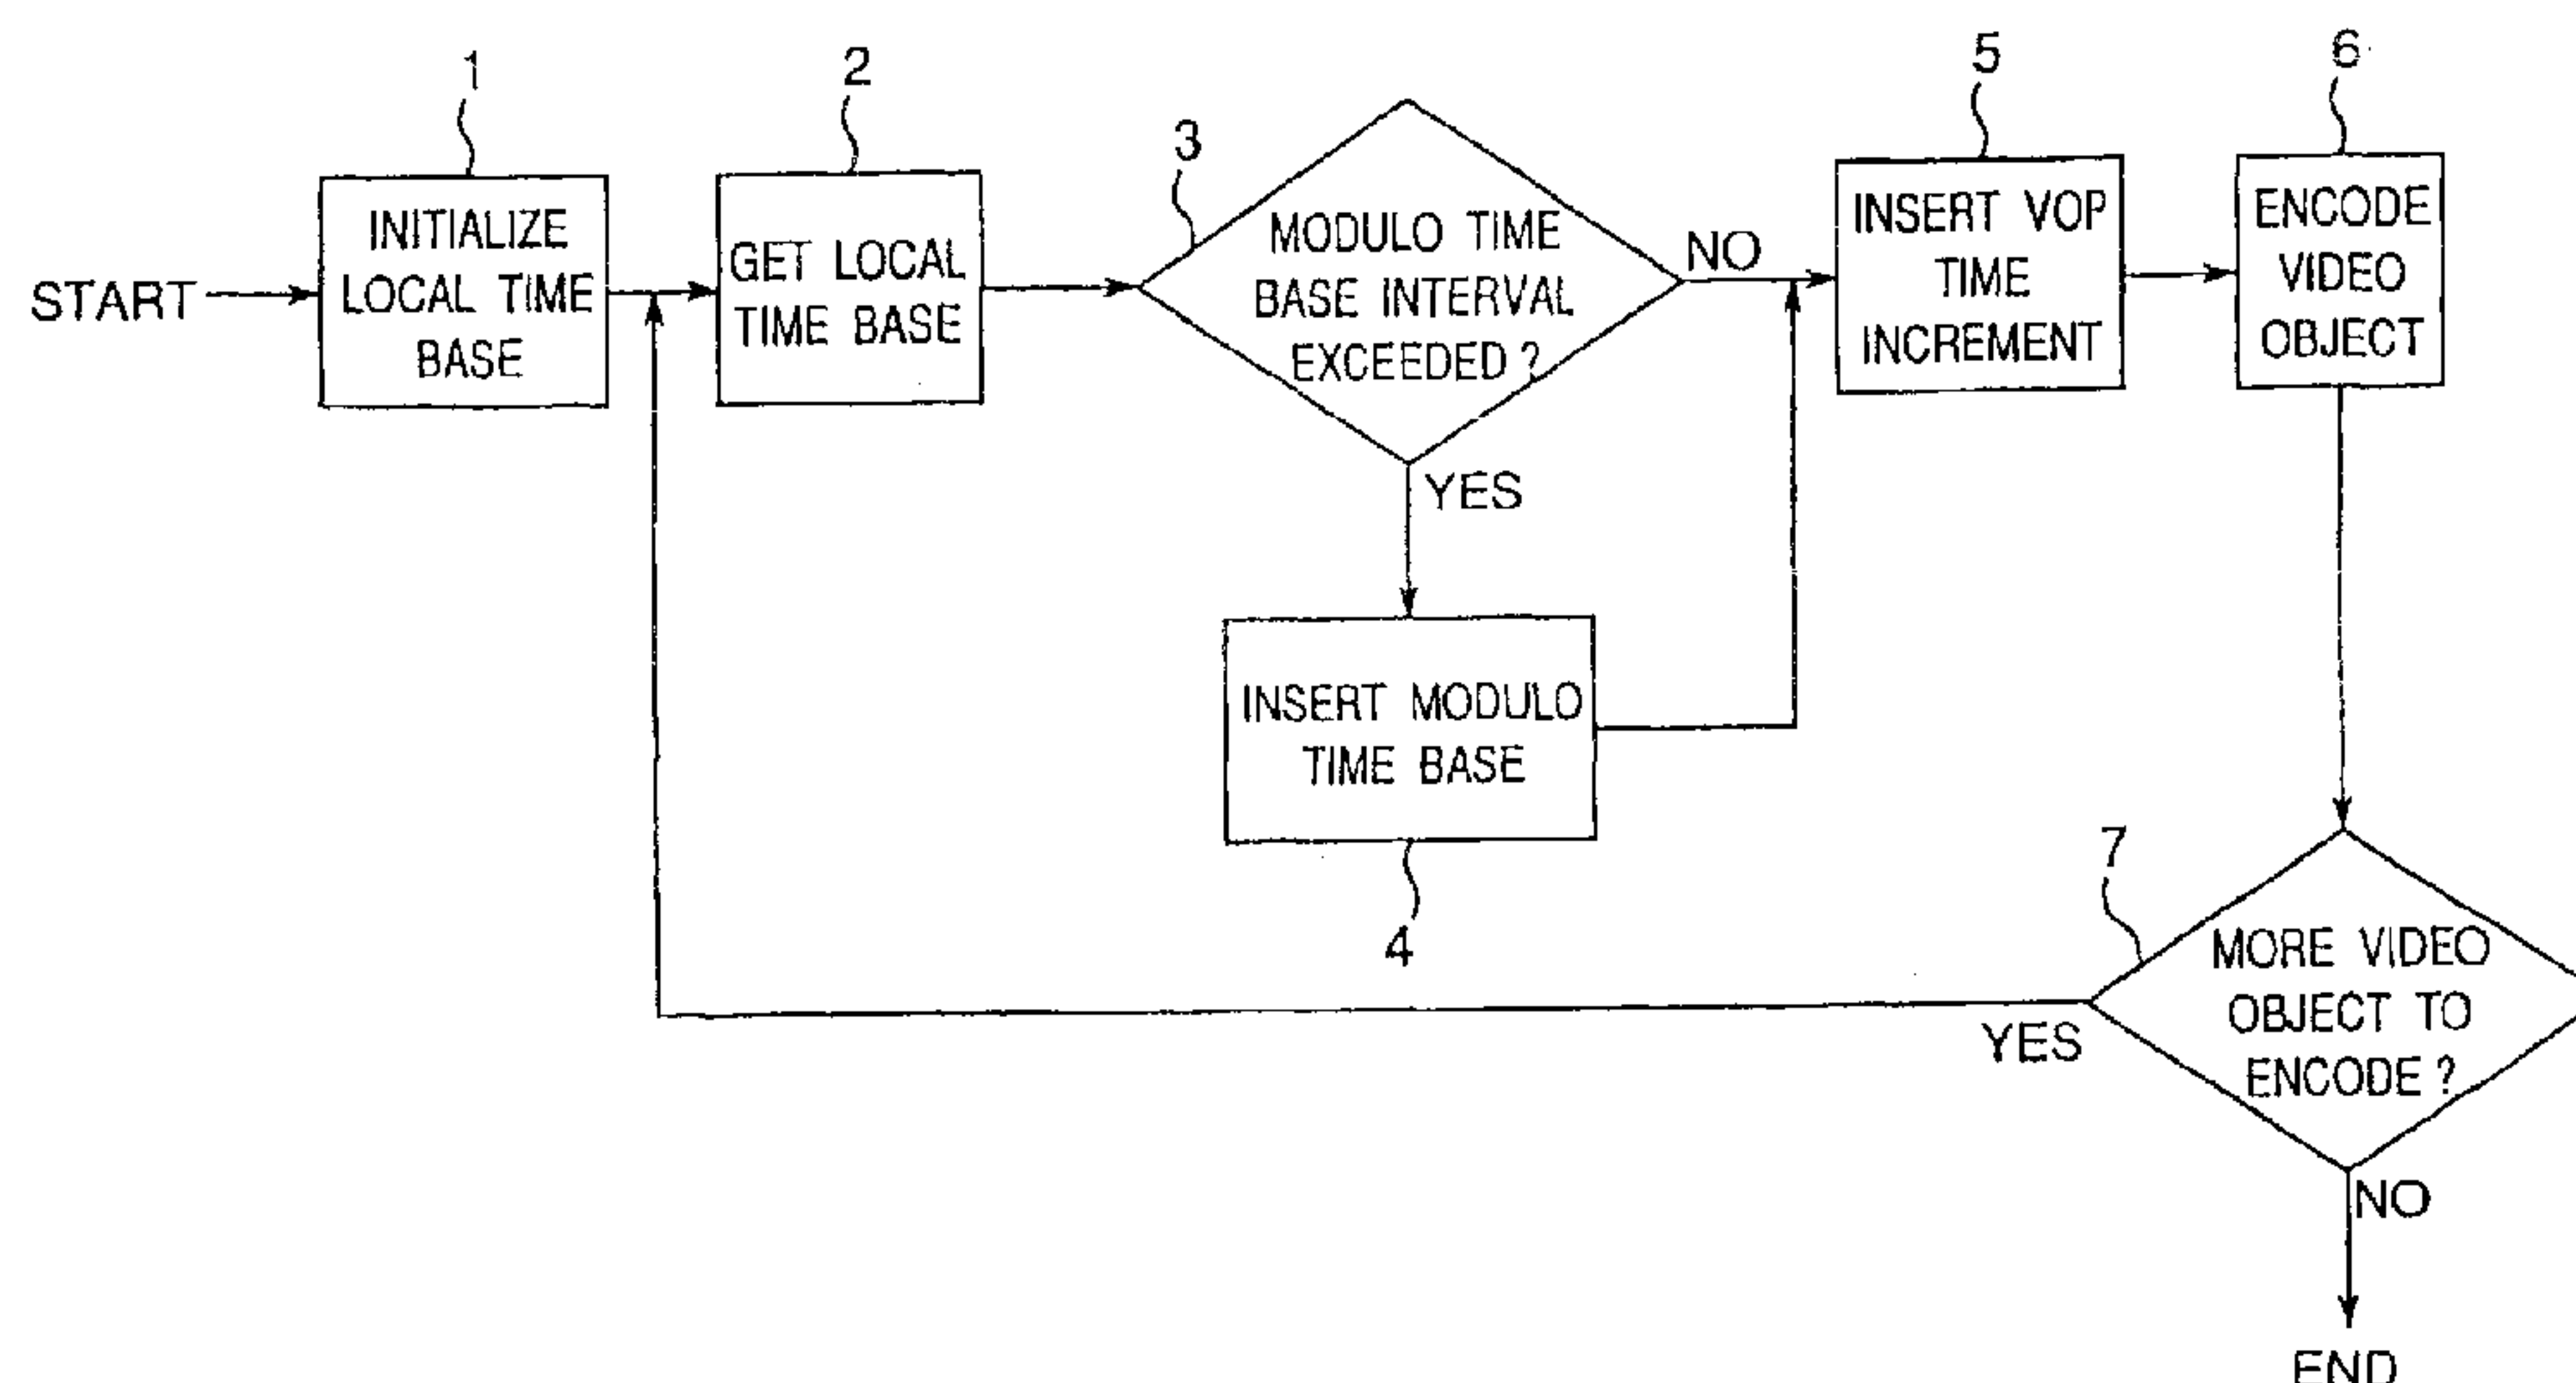 START
1
INITIALIZE
LOCAL TIME
BASE
2
GET LOCAL
TIME BASE
3
MODULO TIME
BASE INTERVAL
EXCEEDED ?
NO
YES
INSERT MODULO
TIME BASE
4
5
INSERT VOP
TIME
INCREMENT
6
ENCODE
VIDEO
OBJECT
7
MORE VIDEO
OBJECT TO
ENCODE ?
YES
NO
END